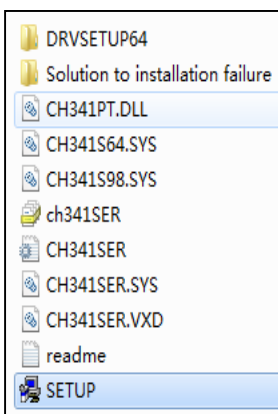 DRVSETUP64
Solution to installation failure
CH341PT.DLL
CH341S64.SYS
CH341S98.SYS
ch341SER
CH341SER
CH341SER.SYS
CH341SER.VXD
readme
SETUP